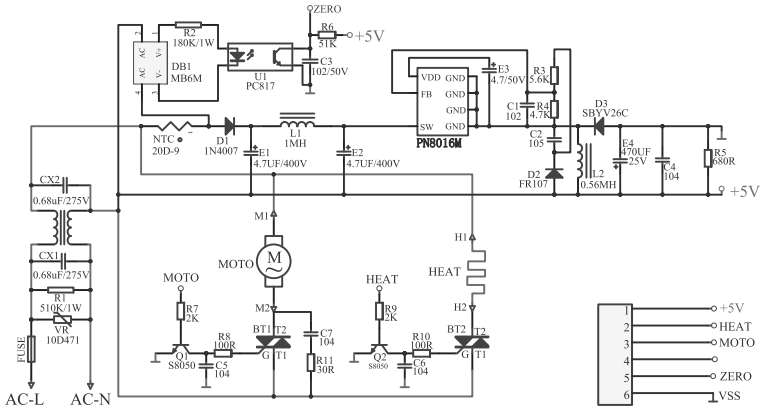 ZERO
R6
51K
+5V
2
1
AC
V+
AC
V-
4
3
DB1
MB6M
R2
180K/1W
U1
PC817
C3
102/50V
VDD
GND
FB
GND
GND
SW
GND
PN8016M
E3
4.7/50V
R3
5.6K
C1
102
R4
4.7K
D3
SBYV26C
NTC
20D-9
D1
1N4007
L1
1MH
E1
4.7UF/400V
E2
4.7UF/400V
C2
105
D2
FR107
L2
0.56MH
E4
470UF
25V
C4
104
R5
680R
+5V
CX2
0.68uF/275V
CX1
0.68uF/275V
R1
510K/1W
VR
10D471
FUSE
AC-L
AC-N
M1
MOTO
M
M2
MOTO
R7
2K
Q1
S8050
R8
100R
C5
104
BT1
T2
G
T1
C7
104
R11
30R
H1
HEAT
H2
HEAT
R9
2K
Q2
S8050
R10
100R
C6
104
BT2
T2
G
T1
1
+5V
2
HEAT
3
MOTO
4
5
ZERO
6
VSS